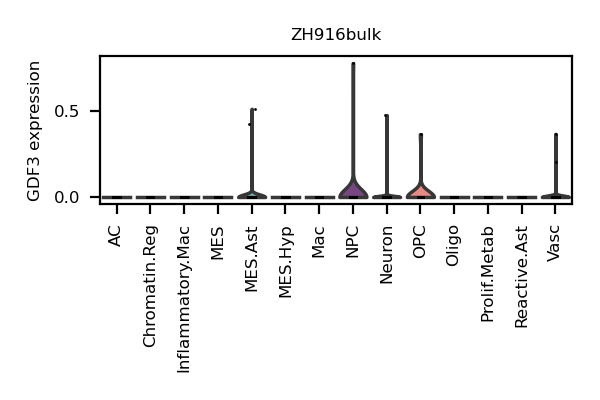 ZH916bulk
GDF3 expression
0.5
0.0
AC
Chromatin.Reg
Inflammatory.Mac
MES
MES.Ast
MES.Hyp
Mac
NPC
Neuron
OPC
Oligo
Prolif.Metab
Reactive.Ast
Vasc